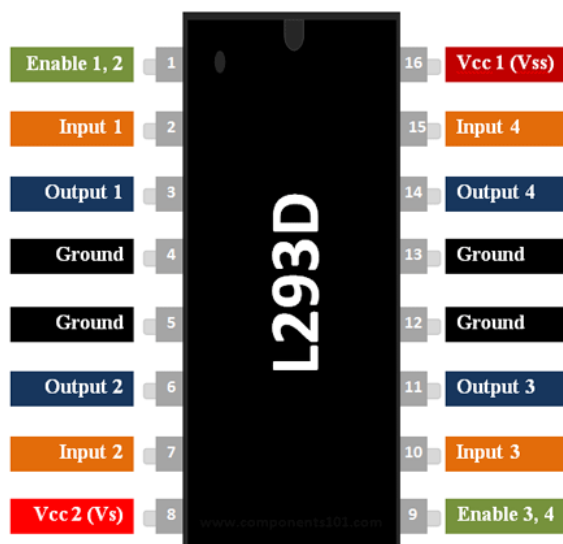 Enable 1, 2
1
16
Vcc 1 (Vss)
Input 1
2
15
Input 4
Output 1
3
14
Output 4
Ground
4
13
Ground
L293D
Ground
5
12
Ground
Output 2
6
11
Output 3
Input 2
7
10
Input 3
Vcc 2 (Vs)
8
www.components101.com
9
Enable 3, 4